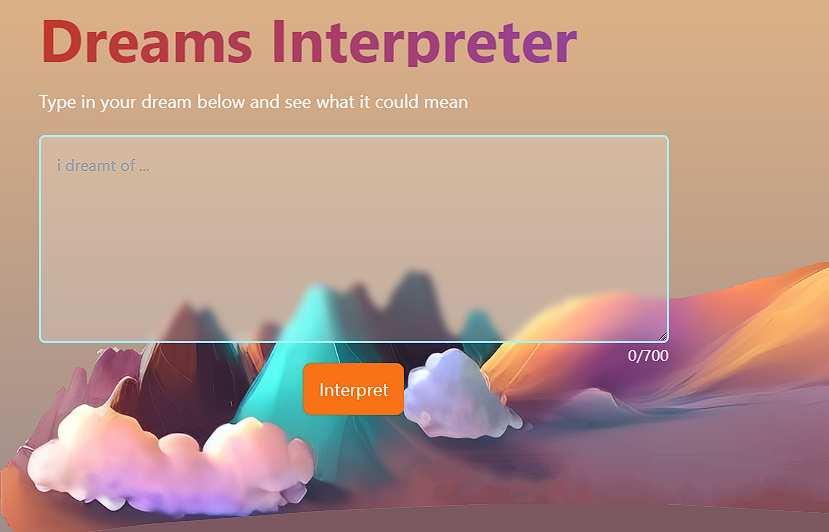 Dreams Interpreter
Type in your dream below and see what it could mean
i dreamt of ...
0/700
Interpret